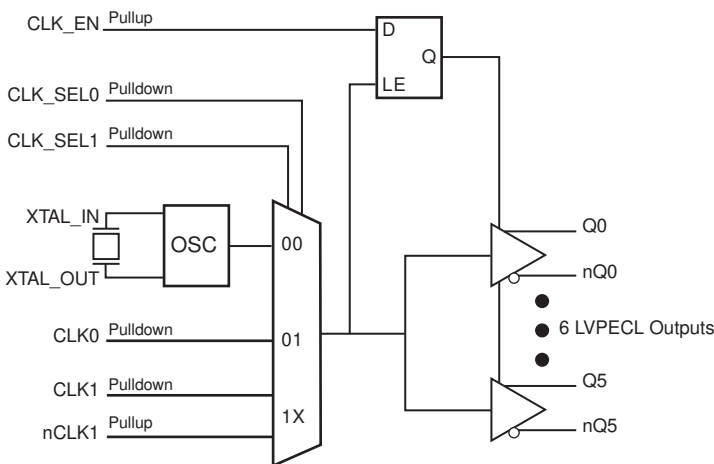 CLK_EN Pullup
D
Q
LE
CLK_SEL0 Pulldown
CLK_SEL1 Pulldown
XTAL_IN
OSC
XTAL_OUT
00
01
1X
CLK0 Pulldown
CLK1 Pulldown
nCLK1 Pullup
Q0
nQ0
6 LVPECL Outputs
Q5
nQ5